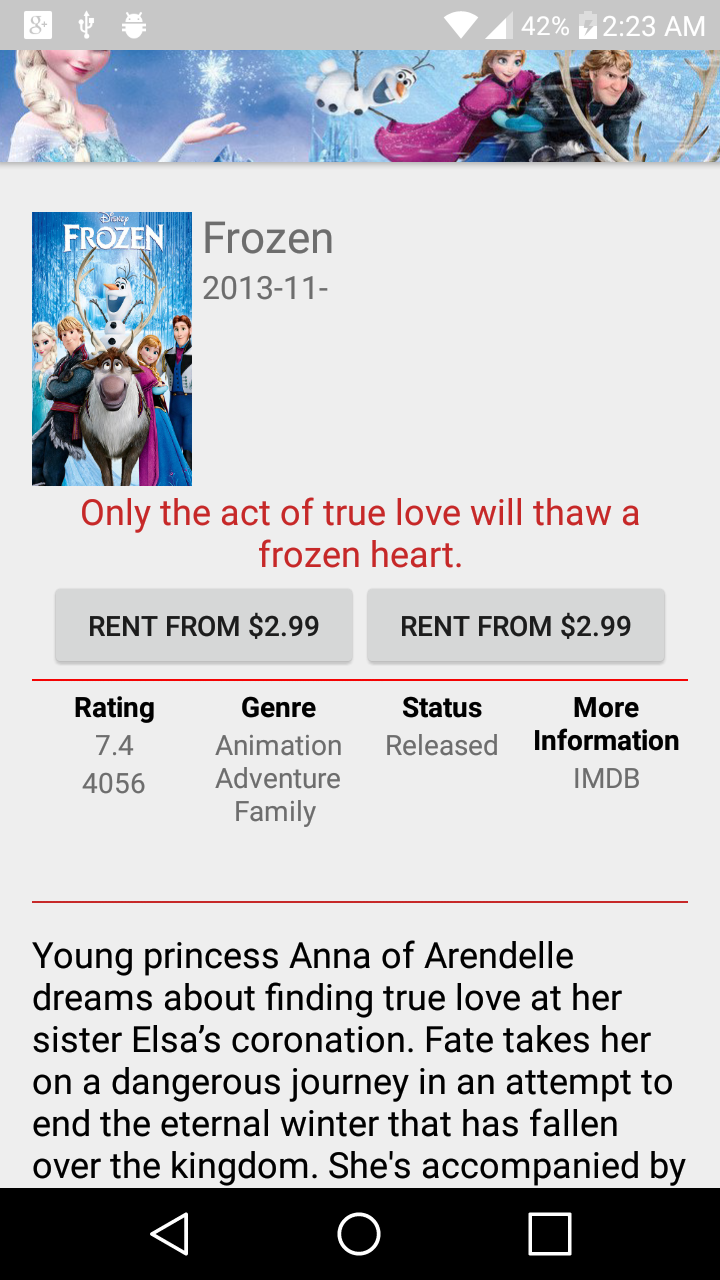 42%
2:23 AM
DISNEY
FROZEN
Frozen
2013-11-
Only the act of true love will thaw a
frozen heart.
RENT FROM $2.99 RENT FROM $2.99
Rating Genre Status More
Information
7.4 Animation Released IMDB
4056 Adventure
Family
Young princess Anna of Arendelle
dreams about finding true love at her
sister Elsa’s coronation. Fate takes her
on a dangerous journey in an attempt to
end the eternal winter that has fallen
over the kingdom. She's accompanied by